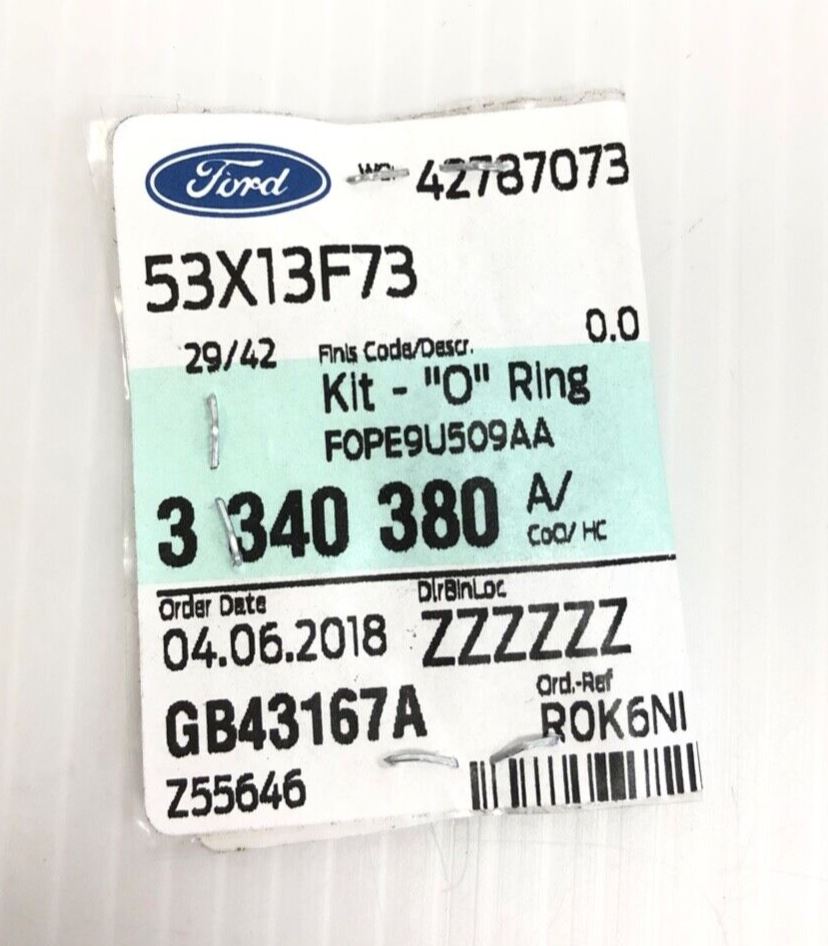 Ford 42787073
53X13F73
0.0
29/42 Finis Code/Descr.
Kit - "O" Ring
F0PE9U509AA
3 340 380 A/
CoO/ HC
Order Date DlrBinLoc
04.06.2018 ZZZZZZ
Ord.-Ref
GB43167A R0K6NI
Z55646